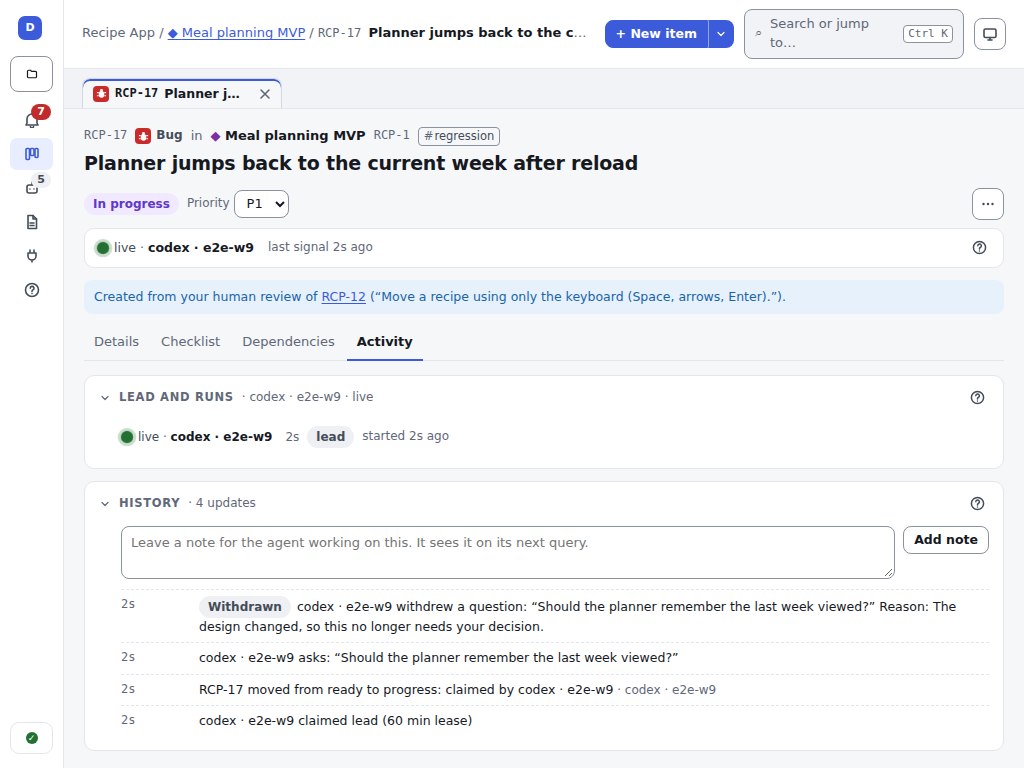 D
Recipe App / ◆ Meal planning MVP / RCP-17 Planner jumps back to the c…
+ New item
Search or jump to…
Ctrl K
RCP-17 Planner j…
7
5
RCP-17 Bug in ◆ Meal planning MVP RCP-1 #regression
Planner jumps back to the current week after reload
In progress Priority P1
live · codex · e2e-w9 last signal 2s ago
Created from your human review of RCP-12 (“Move a recipe using only the keyboard (Space, arrows, Enter).”).
Details Checklist Dependencies Activity
LEAD AND RUNS · codex · e2e-w9 · live
live · codex · e2e-w9 2s lead started 2s ago
HISTORY · 4 updates
Leave a note for the agent working on this. It sees it on its next query.
Add note
2s Withdrawn codex · e2e-w9 withdrew a question: “Should the planner remember the last week viewed?” Reason: The
design changed, so this no longer needs your decision.
2s codex · e2e-w9 asks: “Should the planner remember the last week viewed?”
2s RCP-17 moved from ready to progress: claimed by codex · e2e-w9 · codex · e2e-w9
2s codex · e2e-w9 claimed lead (60 min lease)